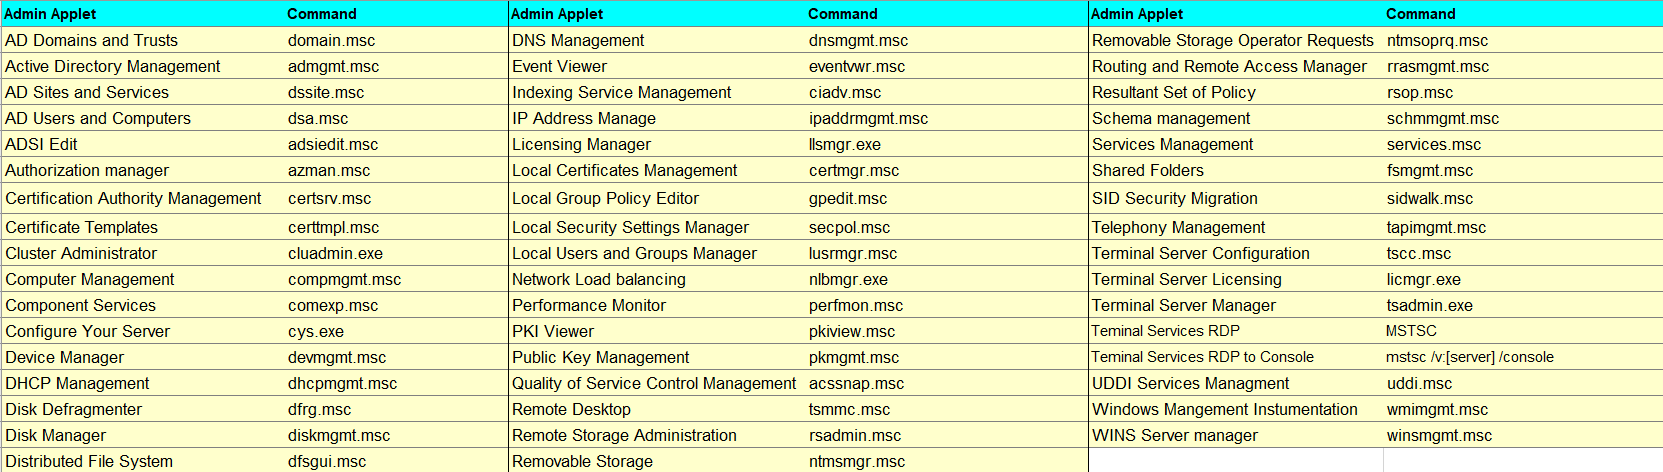 Admin Applet Command Admin Applet Command Admin Applet Command
AD Domains and Trusts domain.msc DNS Management dnsmgmt.msc Removable Storage Operator Requests ntmsoprq.msc
Active Directory Management admgmt.msc Event Viewer eventvwr.msc Routing and Remote Access Manager rrasmgmt.msc
AD Sites and Services dssite.msc Indexing Service Management ciadv.msc Resultant Set of Policy rsop.msc
AD Users and Computers dsa.msc IP Address Manage ipaddrmgmt.msc Schema management schmmgmt.msc
ADSI Edit adsiedit.msc Licensing Manager llsmgr.exe Services Management services.msc
Authorization manager azman.msc Local Certificates Management certmgr.msc Shared Folders fsmgmt.msc
Certification Authority Management certsrv.msc Local Group Policy Editor gpedit.msc SID Security Migration sidwalk.msc
Certificate Templates certtmpl.msc Local Security Settings Manager secpol.msc Telephony Management tapimgmt.msc
Cluster Administrator cluadmin.exe Local Users and Groups Manager lusrmgr.msc Terminal Server Configuration tscc.msc
Computer Management compmgmt.msc Network Load balancing nlbmgr.exe Terminal Server Licensing licmgr.exe
Component Services comexp.msc Performance Monitor perfmon.msc Terminal Server Manager tsadmin.exe
Configure Your Server cys.exe PKI Viewer pkiview.msc Teminal Services RDP MSTSC
Device Manager devmgmt.msc Public Key Management pkmgmt.msc Teminal Services RDP to Console mstsc /v:[server] /console
DHCP Management dhcpmgmt.msc Quality of Service Control Management acssnap.msc UDDI Services Managment uddi.msc
Disk Defragmenter dfrg.msc Remote Desktop tsmmc.msc Windows Mangement Instumentation wmimgmt.msc
Disk Manager diskmgmt.msc Remote Storage Administration rsadmin.msc WINS Server manager winsmgmt.msc
Distributed File System dfsgui.msc Removable Storage ntmsmgr.msc